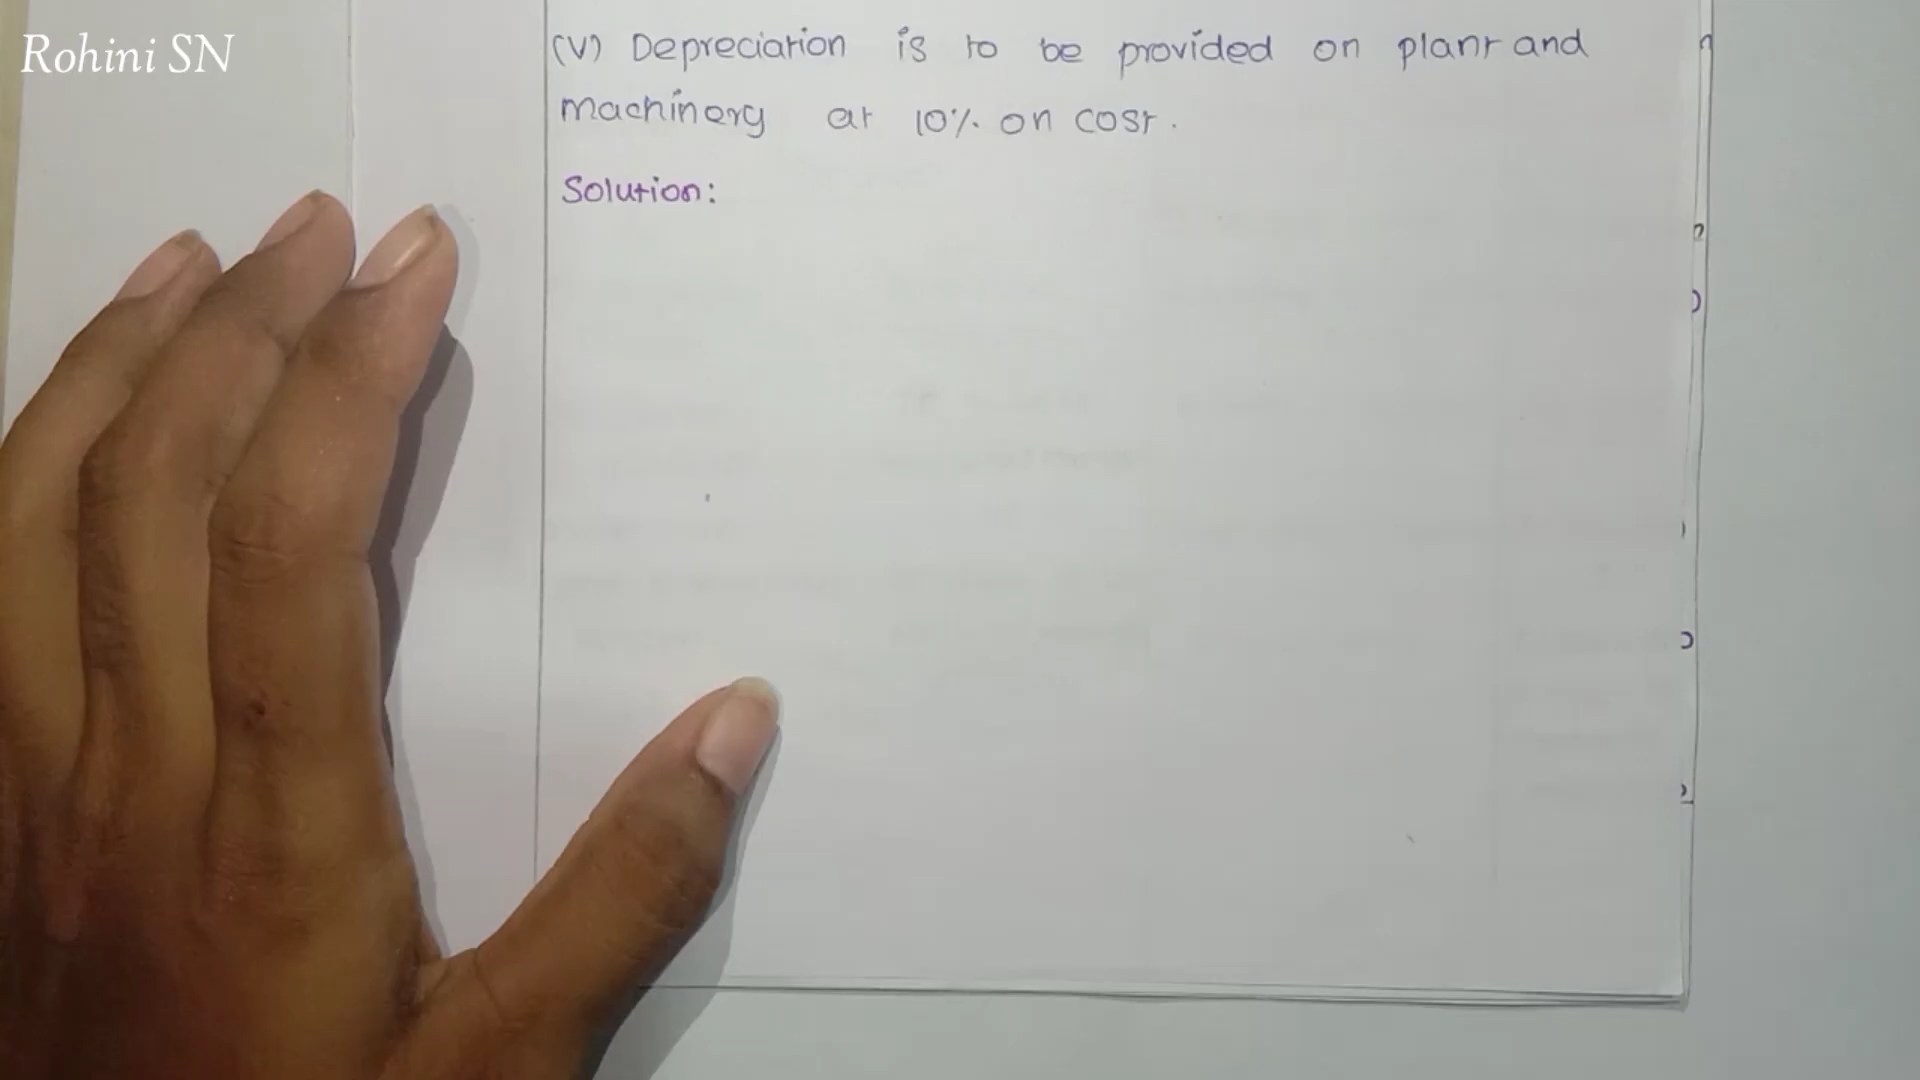 Rohini SN
(V) Depreciation is to be provided on plant and
machinery at 10% on cost.
Solution: